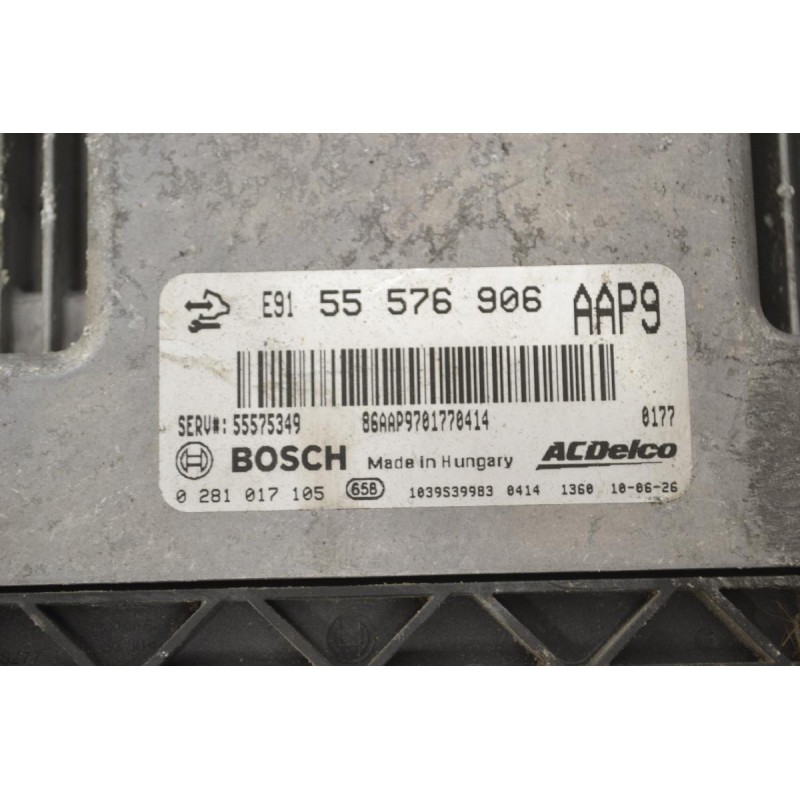 E91 55 576 906 AAP9
SERV#: 55575349 86AAP9701770414 0177
BOSCH Made in Hungary ACDelco
0 281 017 105 658 1039S39983 0414 1360 10-06-26